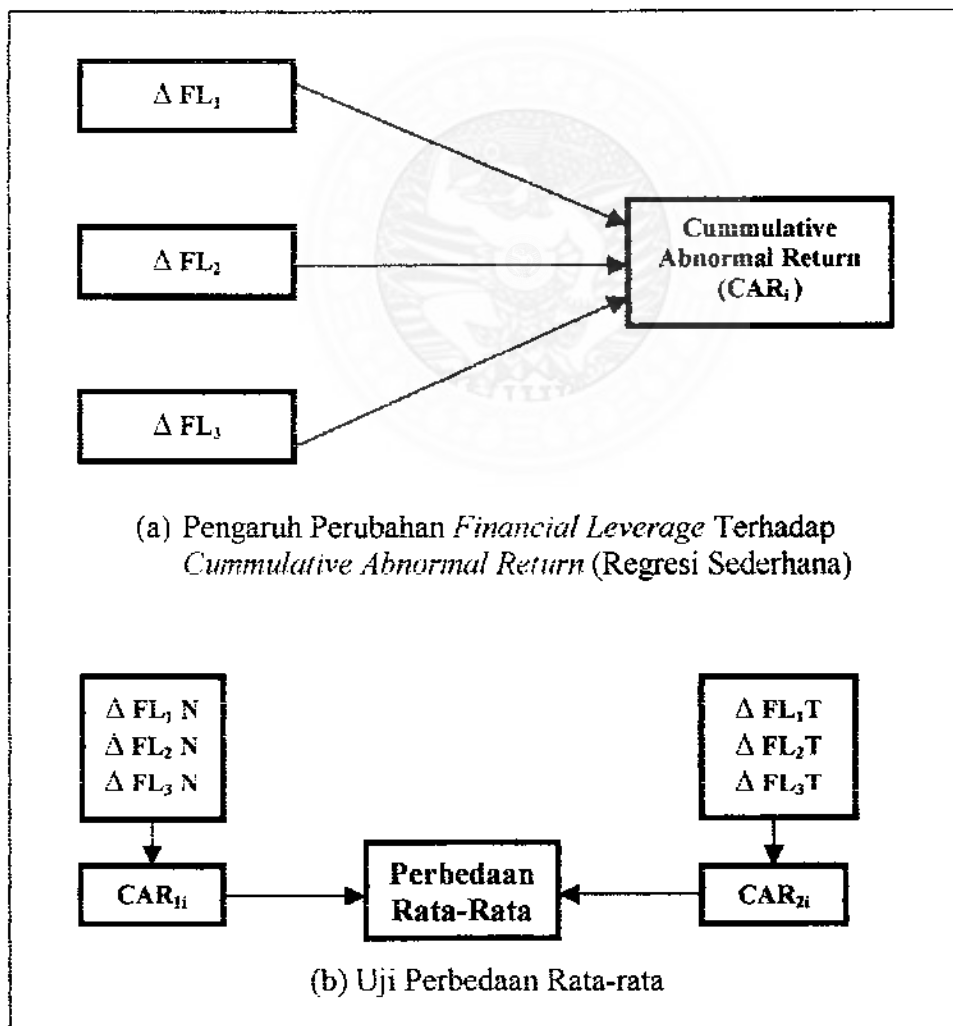 Δ FL₁
Δ FL₂
Δ FL₃
Cummulative
Abnormal Return
(CARᵢ)
(a) Pengaruh Perubahan Financial Leverage Terhadap
Cummulative Abnormal Return (Regresi Sederhana)
Δ FL₁ N
Δ FL₂ N
Δ FL₃ N
Δ FL₁T
Δ FL₂T
Δ FL₃T
CAR₁ᵢ
Perbedaan
Rata-Rata
CAR₂ᵢ
(b) Uji Perbedaan Rata-rata